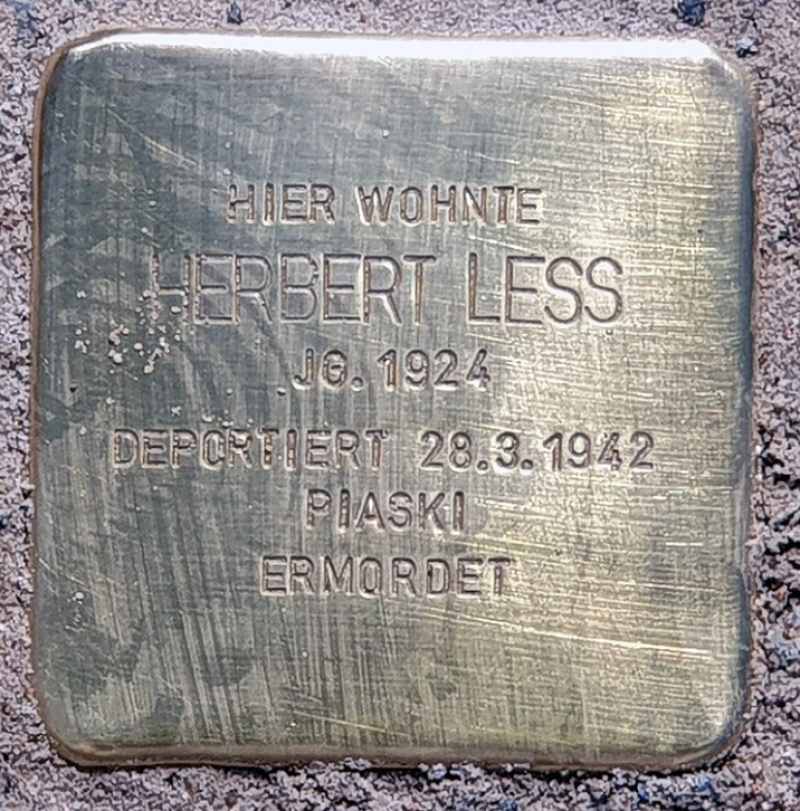 HIER WOHNTE
HERBERT LESS
JG. 1924
DEPORTIERT 28.3.1942
PIASKI
ERMORDET